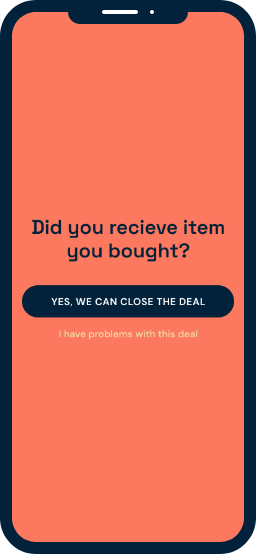 Did you recieve item
you bought?
YES, WE CAN CLOSE THE DEAL
I have problems with this deal